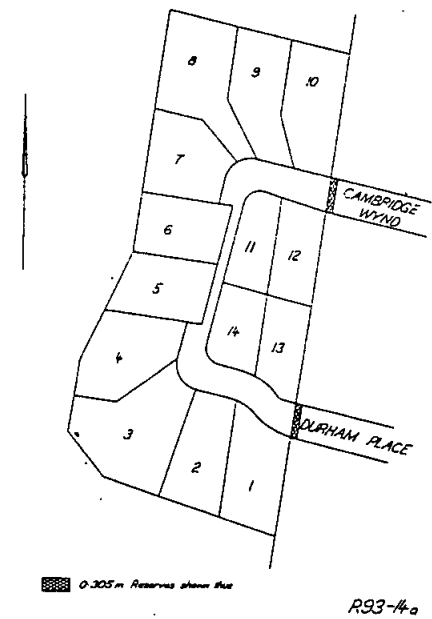 8
9
10
7
CAMBRIDGE
WYND
6
11
12
5
14
13
4
3
DURHAM PLACE
2
1
0.305m Reserves shown thus
R93-14a